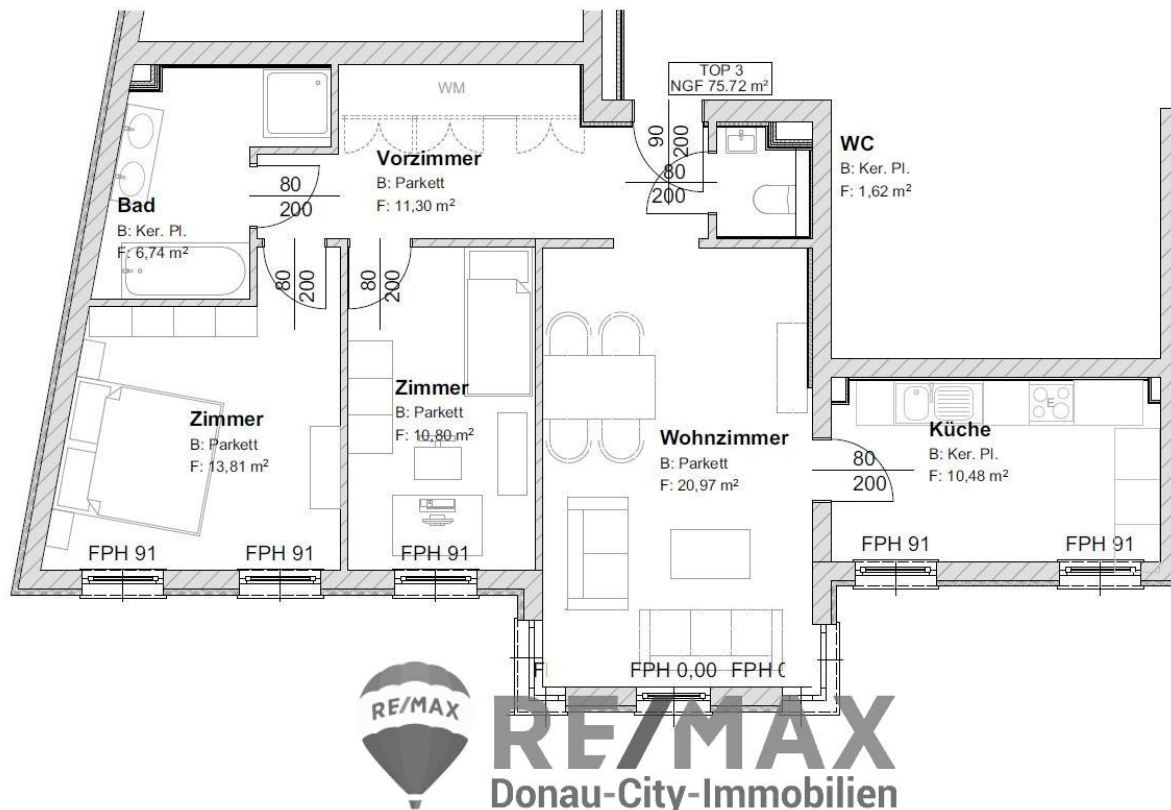 TOP 3
NGF 75.72 m²
WM
90
200
80
200
WC
B: Ker. Pl.
F: 1,62 m²
Vorzimmer
B: Parkett
F: 11,30 m²
80
200
Bad
B: Ker. Pl.
F: 6,74 m²
80
200
80
200
Zimmer
B: Parkett
F: 13,81 m²
Zimmer
B: Parkett
F: 10,80 m²
Wohnzimmer
B: Parkett
F: 20,97 m²
80
200
E
Küche
B: Ker. Pl.
F: 10,48 m²
FPH 91
FPH 91
FPH 91
FPH 91
FPH 91
FPH 0,00
FPH
RE/MAX
RE/MAX
Donau-City-Immobilien